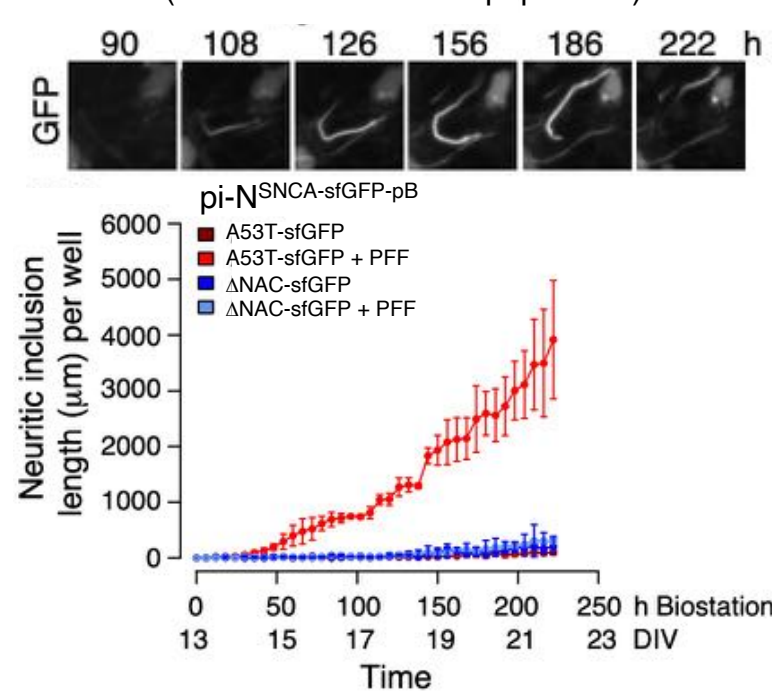 90 108 126 156 186 222 h
GFP
pi-N^SNCA-sfGFP-pB
A53T-sfGFP
A53T-sfGFP + PFF
ΔNAC-sfGFP
ΔNAC-sfGFP + PFF
Neuritic inclusion
length (μm) per well
6000
5000
4000
3000
2000
1000
0
0 50 100 150 200 250 h Biostation
13 15 17 19 21 23 DIV
Time